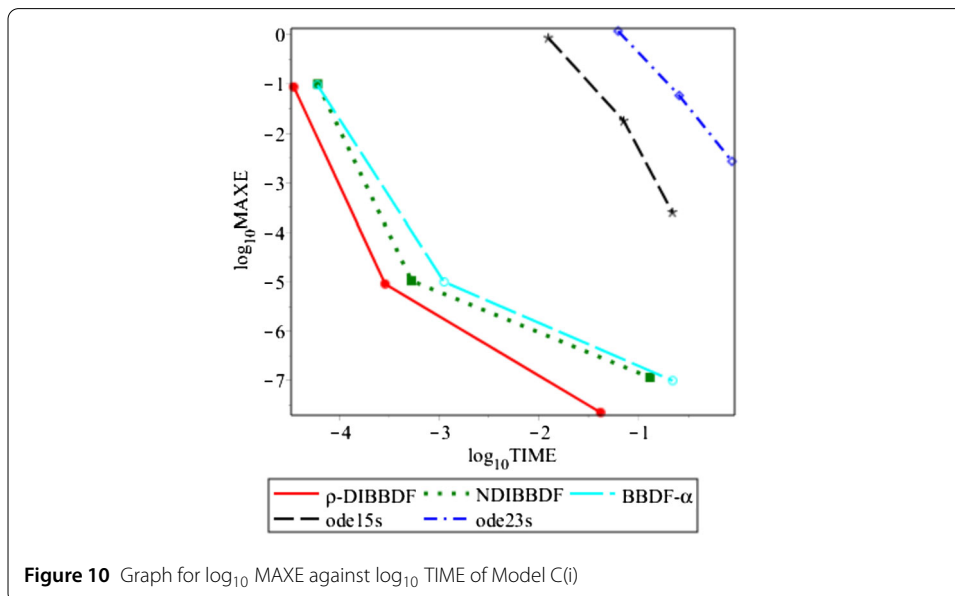 0
−1
−2
−3
−4
−5
−6
−7
log₁₀MAXE
−4
−3
−2
−1
log₁₀TIME
ρ-DIBBDF NDIBBDF BBDF-α
ode15s ode23s
Figure 10 Graph for log₁₀ MAXE against log₁₀ TIME of Model C(i)